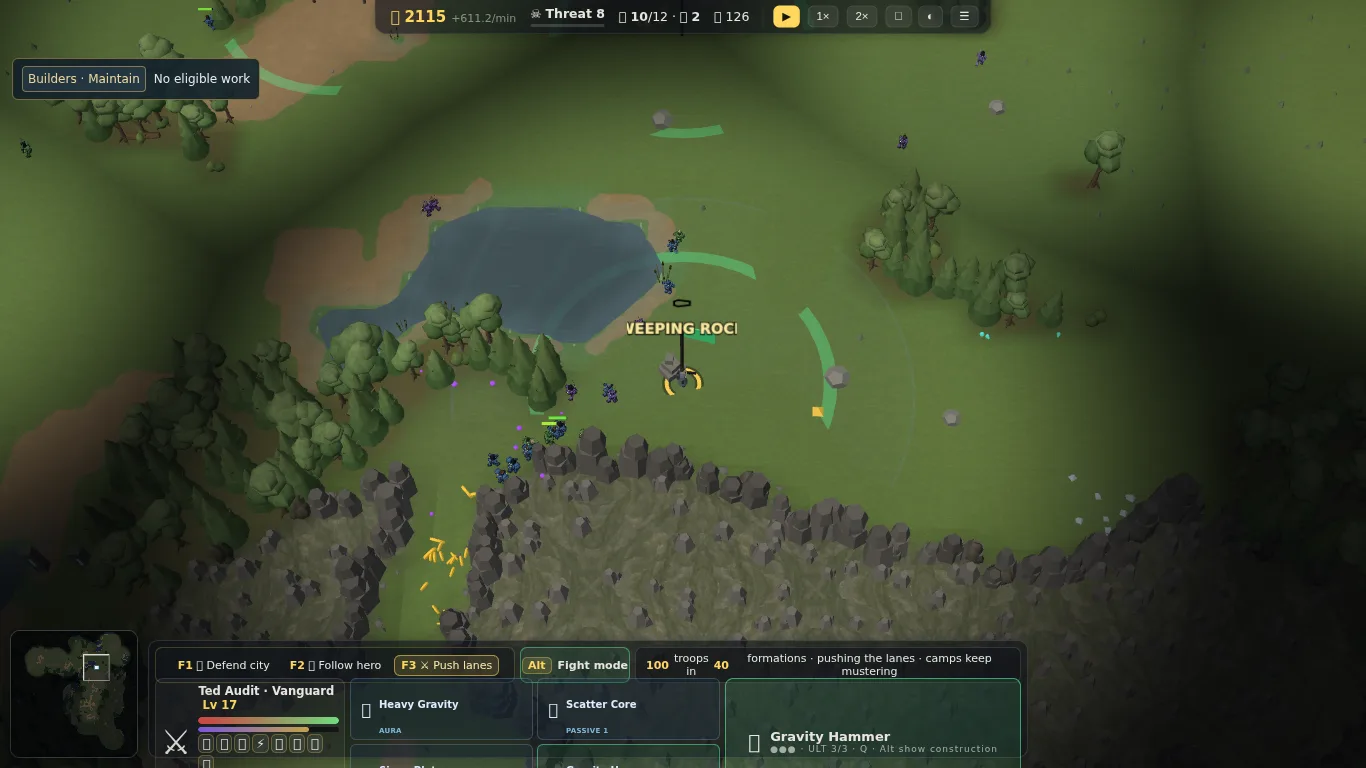 2115 +611.2/min ☠ Threat 8 10/12 · 2 126 ▶ 1× 2× ☰
Builders · Maintain No eligible work
WEEPING ROC
F1 Defend city F2 Follow hero F3 ⚔ Push lanes Alt Fight mode 100 troops in 40 formations · pushing the lanes · camps keep mustering
Ted Audit · Vanguard
Lv 17
Heavy Gravity
AURA
Scatter Core
PASSIVE 1
Gravity Hammer
●●● · ULT 3/3 · Q · Alt show construction